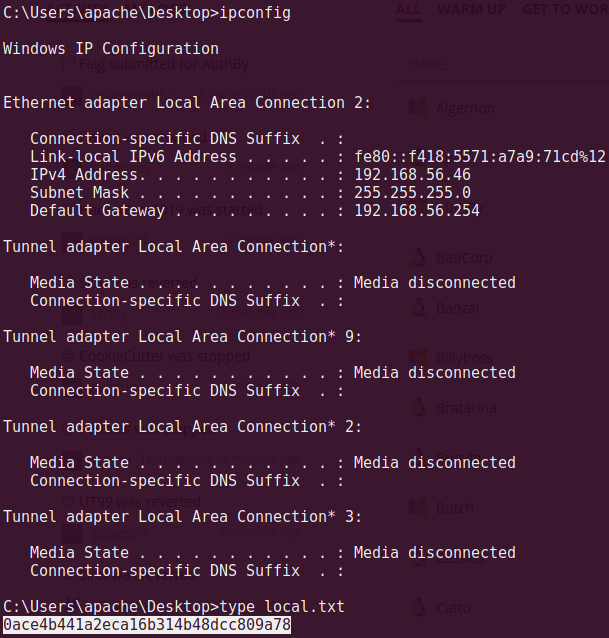 C:\Users\apache\Desktop>ipconfig
Windows IP Configuration
Flag submitted for AuthBy
Ethernet adapter Local Area Connection 2:
Connection-specific DNS Suffix . :
Link-local IPv6 Address . . . . . : fe80::f418:5571:a7a9:71cd%12
IPv4 Address. . . . . . . . . . . : 192.168.56.46
Subnet Mask . . . . . . . . . . . : 255.255.255.0
Default Gateway . . . . . . . . . : 192.168.56.254
Tunnel adapter Local Area Connection*:
Media State . . . . . . . . . . . : Media disconnected
Connection-specific DNS Suffix . :
Tunnel adapter Local Area Connection* 9:
CookieCutter was stopped
Media State . . . . . . . . . . . : Media disconnected
Connection-specific DNS Suffix . :
Tunnel adapter Local Area Connection* 2:
Media State . . . . . . . . . . . : Media disconnected
Connection-specific DNS Suffix . :
UT99 was reverted
Tunnel adapter Local Area Connection* 3:
Media State . . . . . . . . . . . : Media disconnected
Connection-specific DNS Suffix . :
C:\Users\apache\Desktop>type local.txt
0ace4b441a2eca16b314b48dcc809a78
ALL WARM UP GET TO WOR
NAME
Algernon
BadCorp
Banzai
Billyboss
Bratarina
Butch
Catto